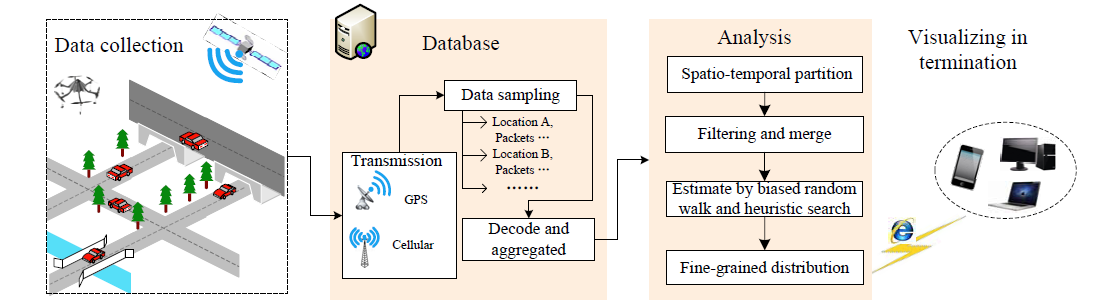 Data collection
Database
Transmission
GPS
Cellular
Data sampling
Location A,
Packets ···
Location B,
Packets ···
······
Decode and
aggregated
Analysis
Spatio-temporal partition
Filtering and merge
Estimate by biased random
walk and heuristic search
Fine-grained distribution
Visualizing in
termination